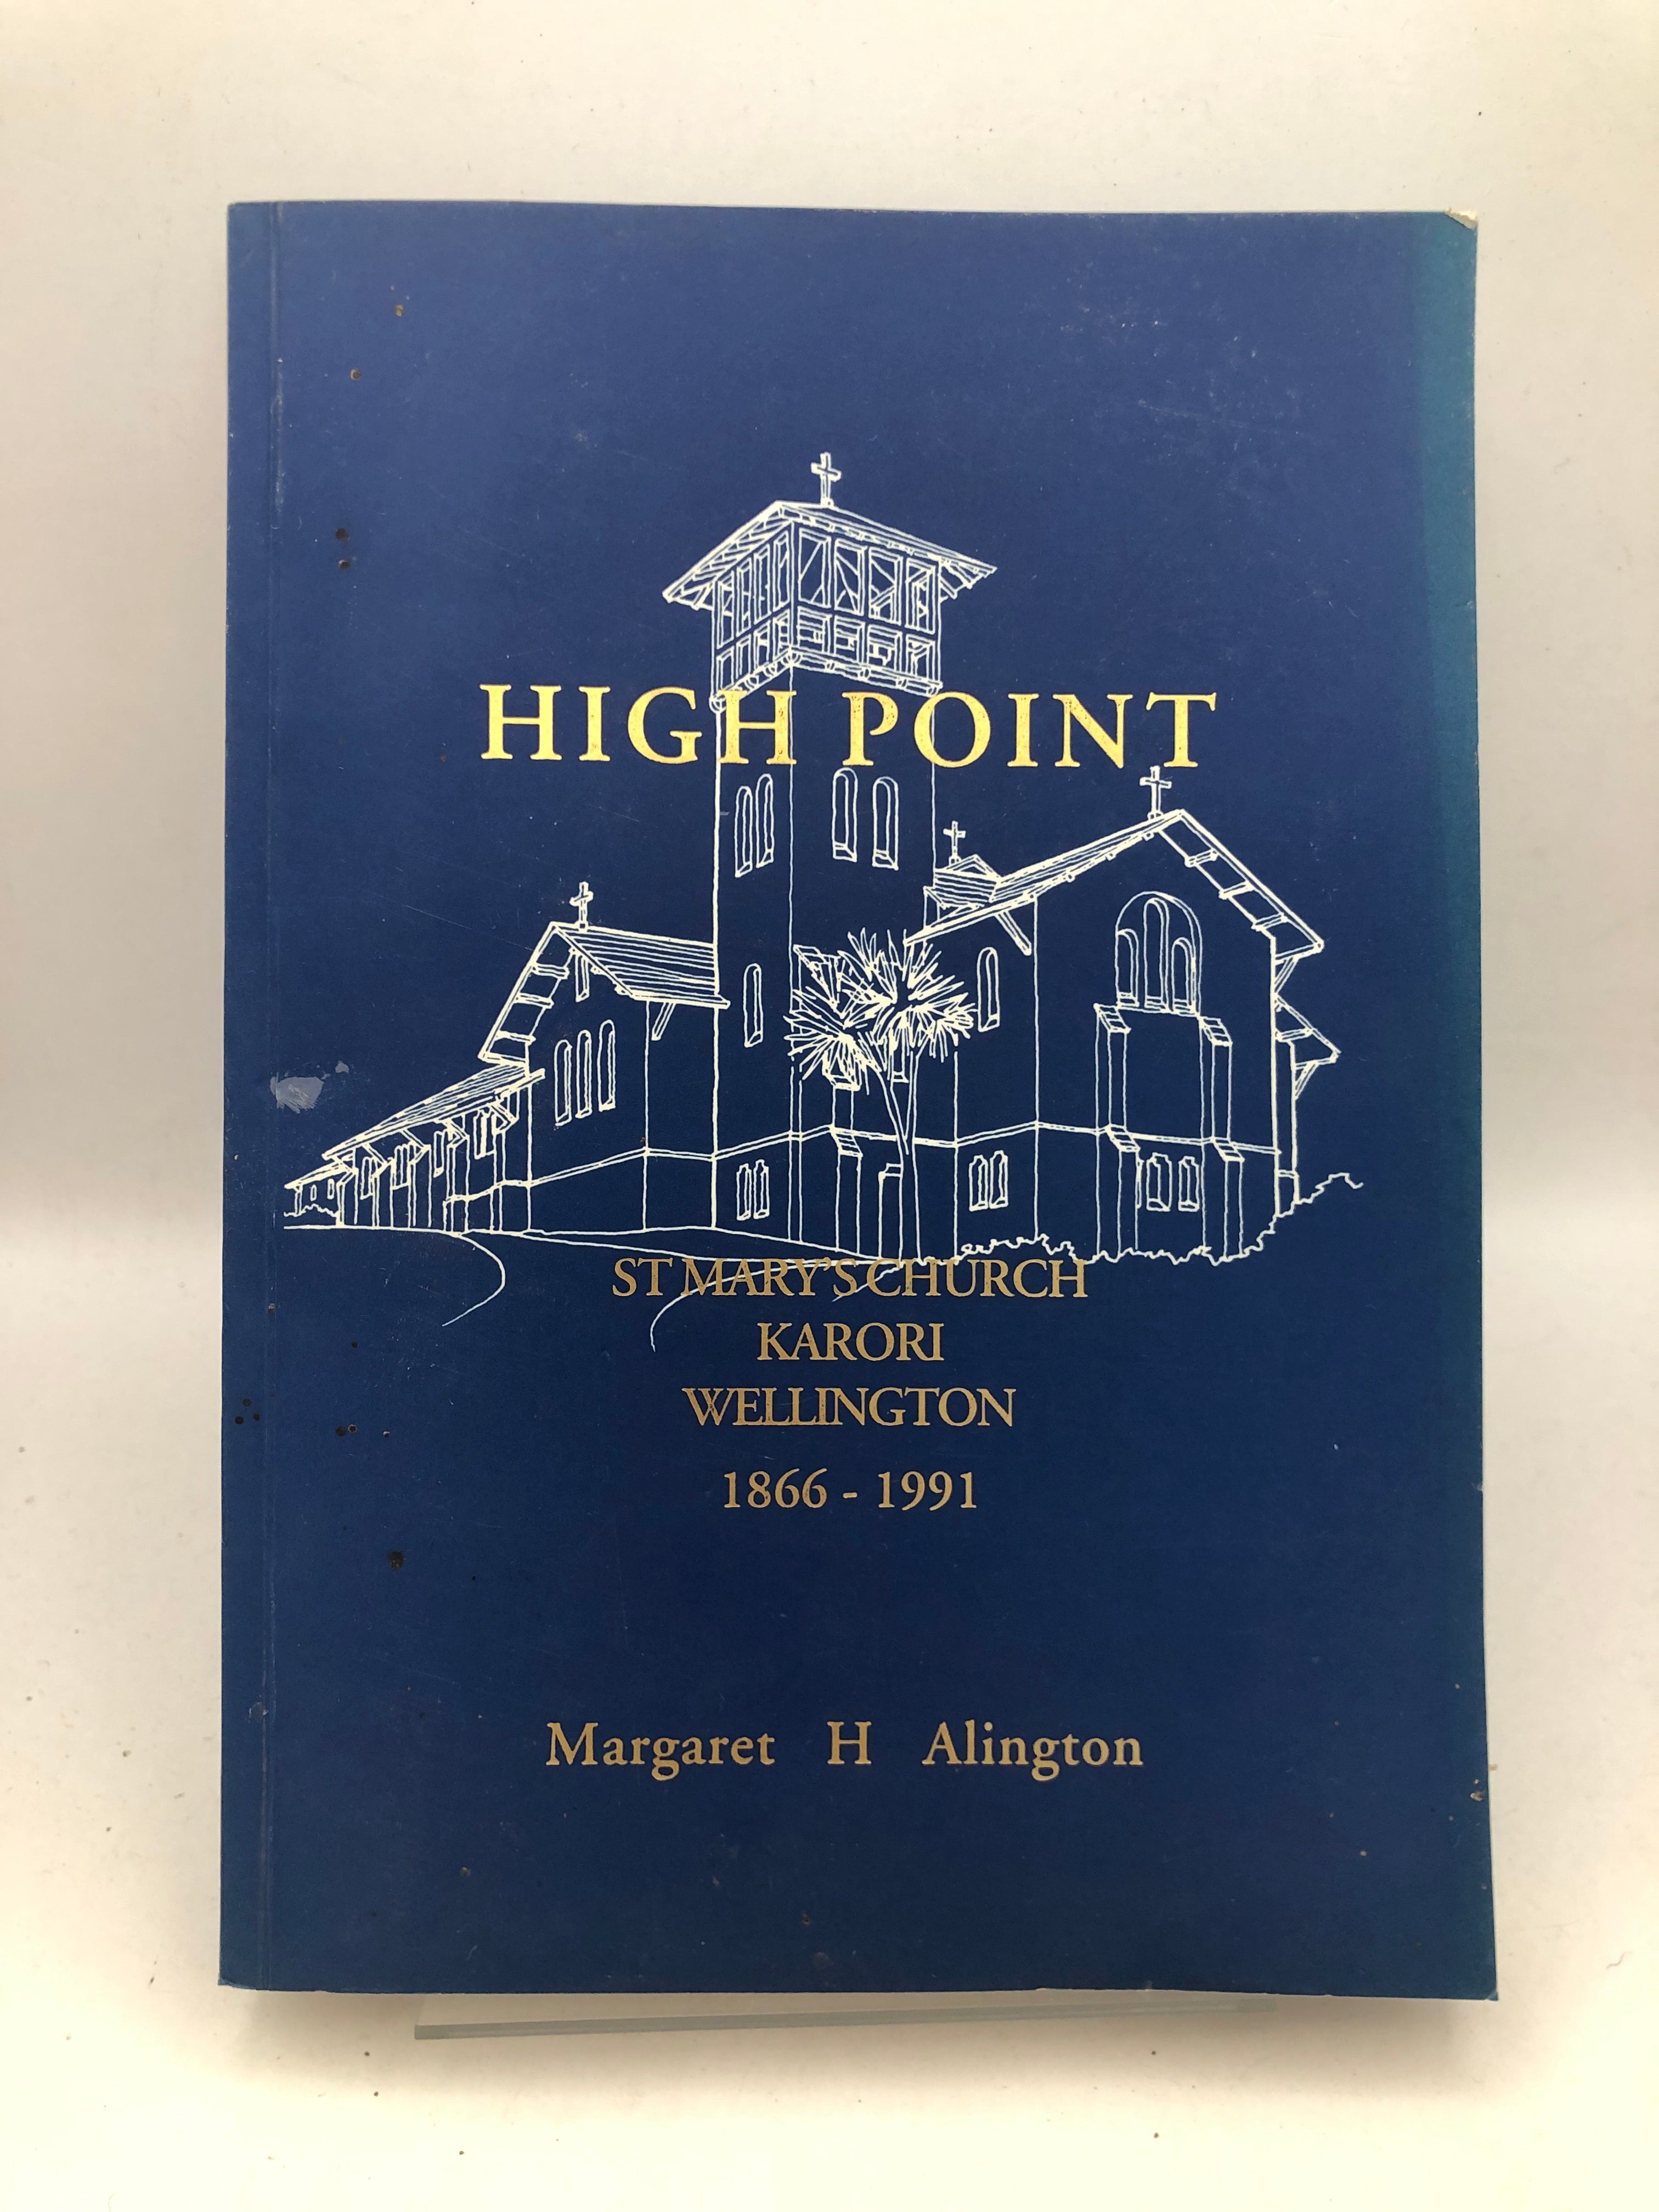 HIGH POINT
ST MARY'S CHURCH
KARORI
WELLINGTON
1866 - 1991
Margaret H Alington